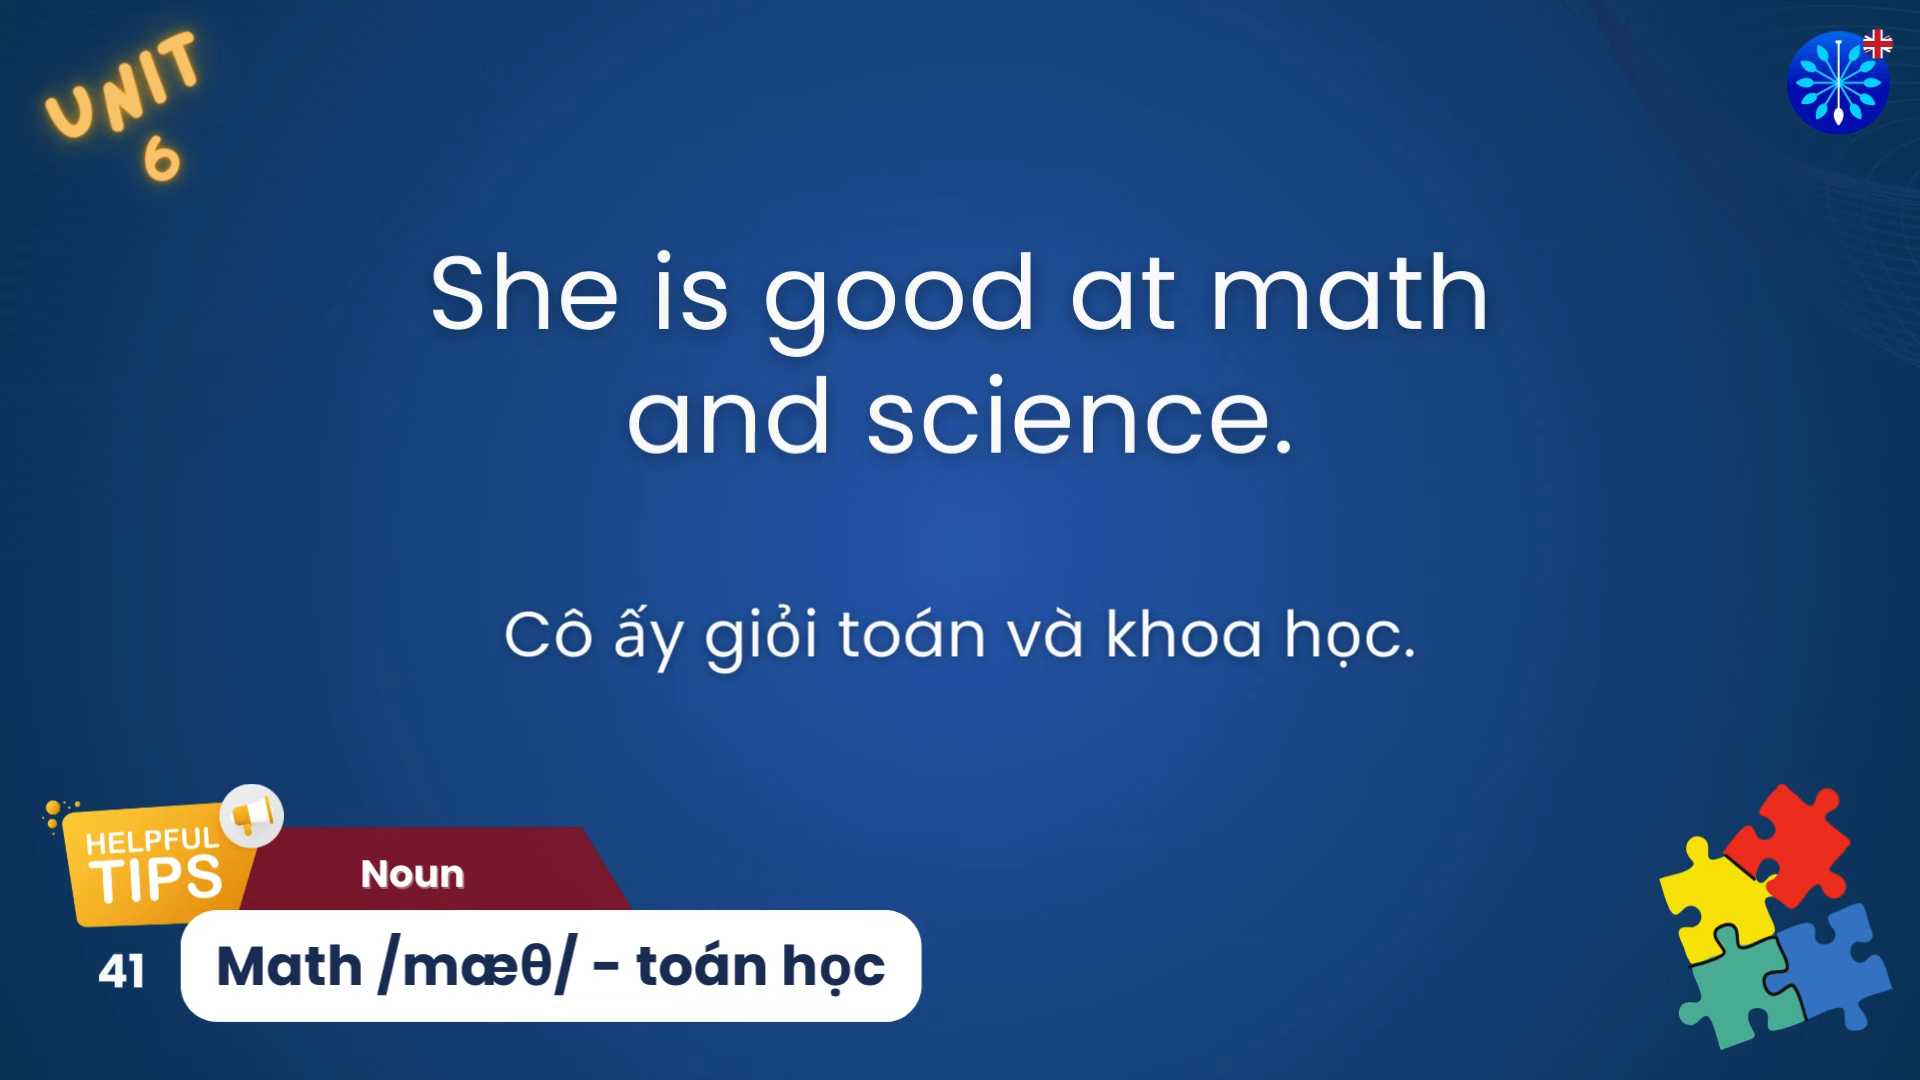 UNIT
6
She is good at math
and science.
Cô ấy giỏi toán và khoa học.
HELPFUL
TIPS
Noun
41
Math /mæθ/ - toán học